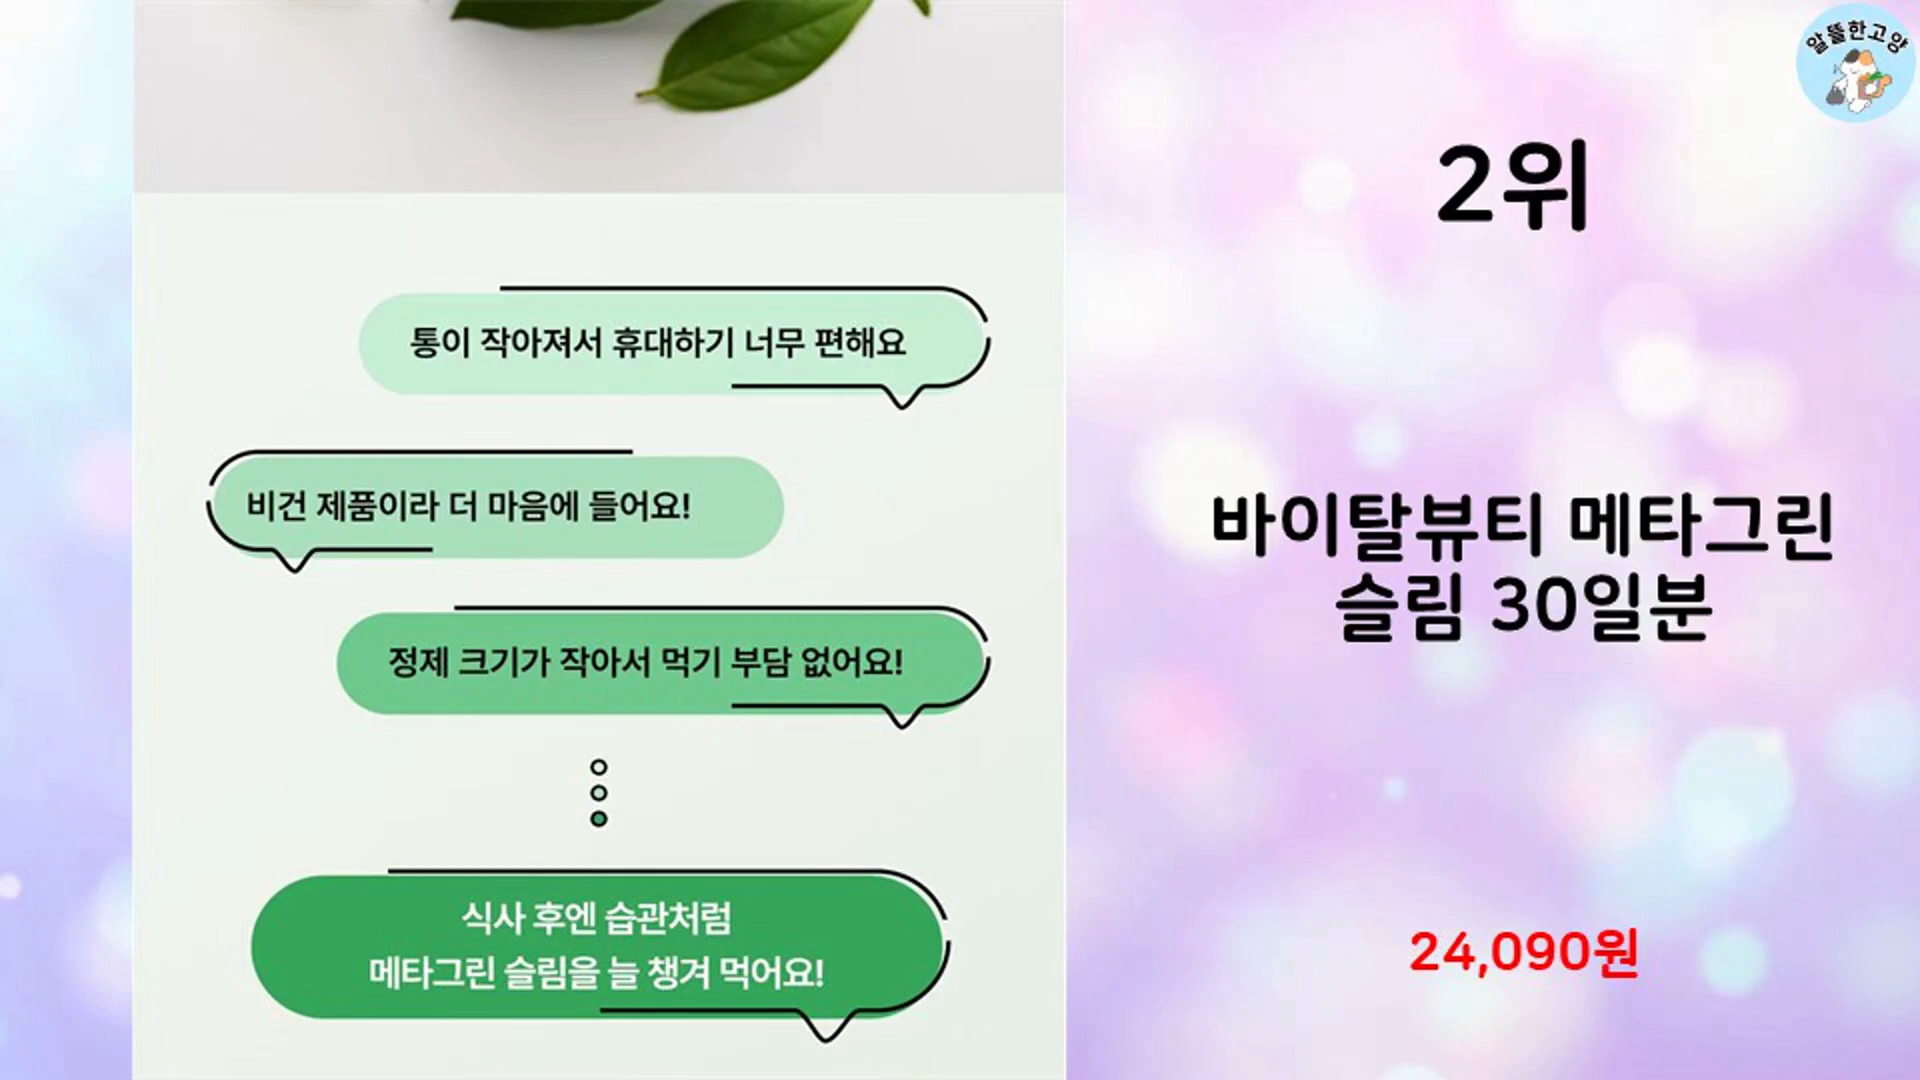 통이 작아져서 휴대하기 너무 편해요
비건 제품이라 더 마음에 들어요!
정제 크기가 작아서 먹기 부담 없어요!
식사 후엔 습관처럼
메타그린 슬림을 늘 챙겨 먹어요!
알뜰한고양
2위
바이탈뷰티 메타그린
슬림 30일분
24,090원